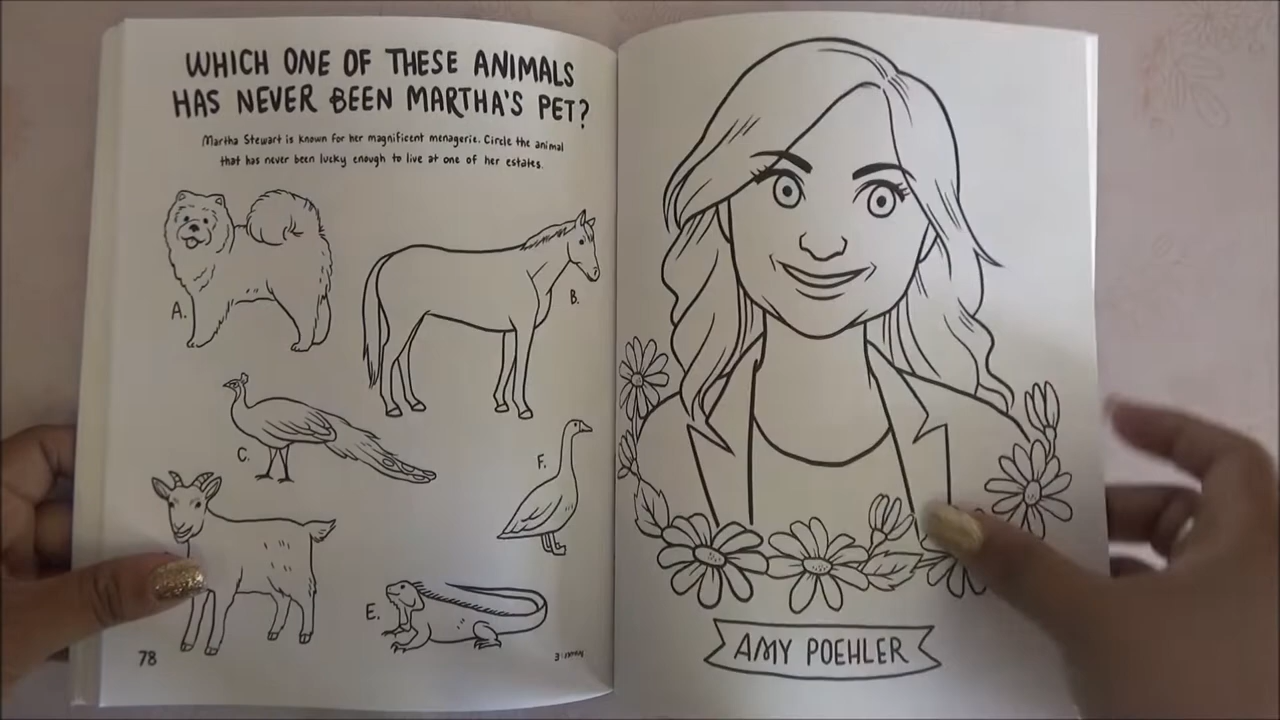 WHICH ONE OF THESE ANIMALS
HAS NEVER BEEN MARTHA'S PET?
Martha Stewart is known for her magnificent menagerie. Circle the animal
that has never been lucky enough to live at one of her estates.
A.
B.
C.
F.
E.
78
Answer: E
AMY POEHLER